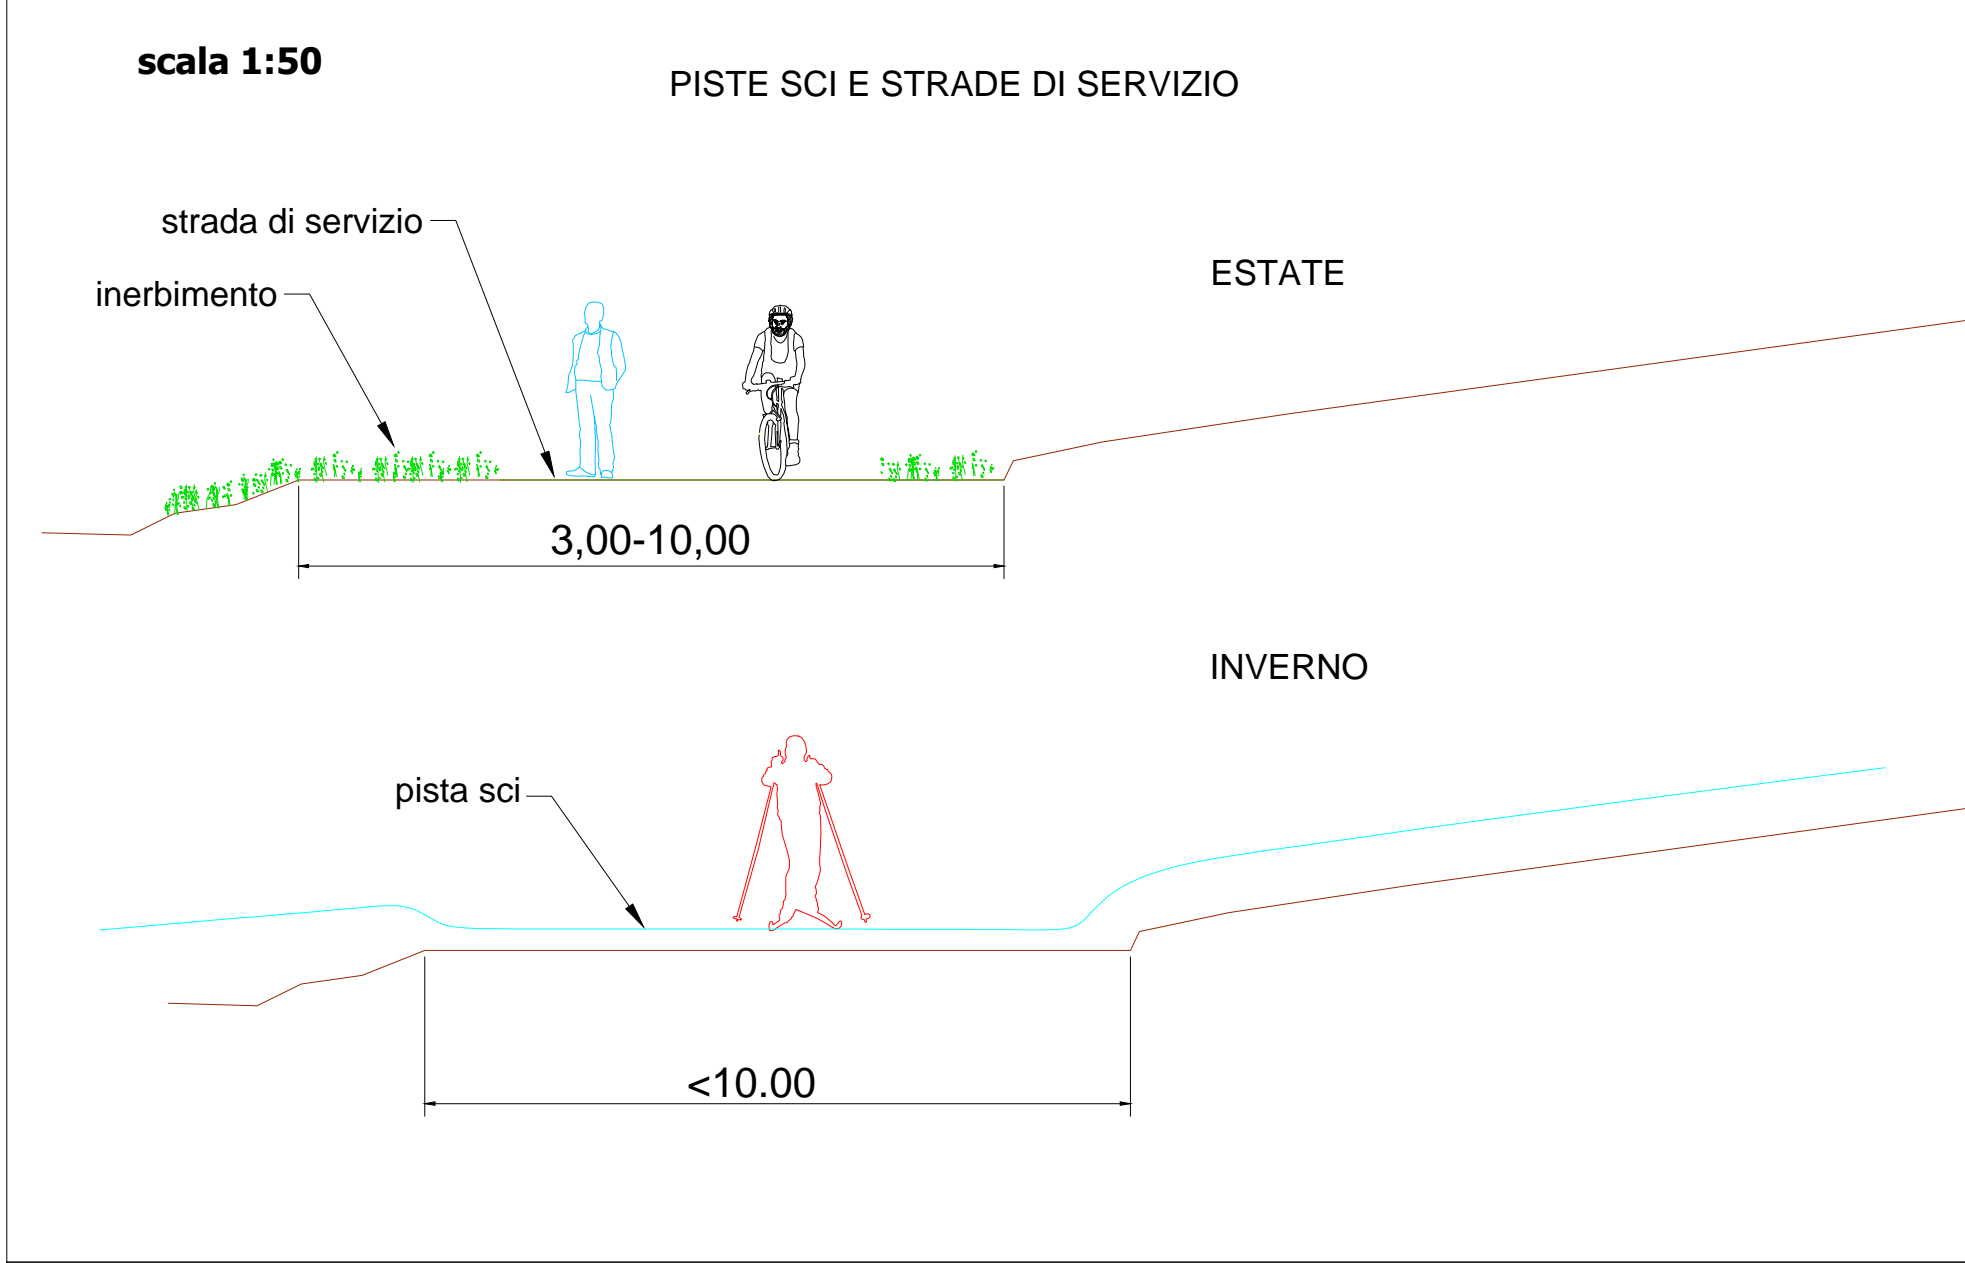 scala 1:50
PISTE SCI E STRADE DI SERVIZIO
strada di servizio
ESTATE
inerbimento
3,00-10,00
INVERNO
pista sci
<10.00